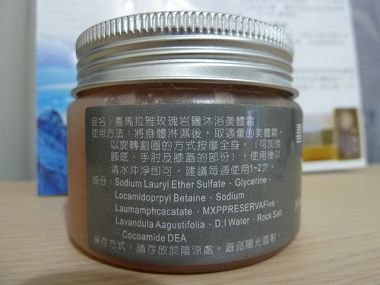 品名:喜馬拉雅玫瑰岩鹽沐浴美體霜
使用方法:將身體淋濕後,取適量的美體霜,
以旋轉劃圈的方式按摩全身,(可加強
腳底、手肘及膝蓋的部份),使用後以
清水沖淨即可。建議每週使用1~2次。
成份:Sodium Lauryl Ether Sulfate、Glycerine、
Locamidoprpyl Betaine、Sodium
Laumamphcacatate、MXPPRESERVAFive、
Lavandula Aagustifolia、D.I Water、Rock Salt、
Cocoamide DEA
保存方式:請存放於陰涼處,避免陽光直射。